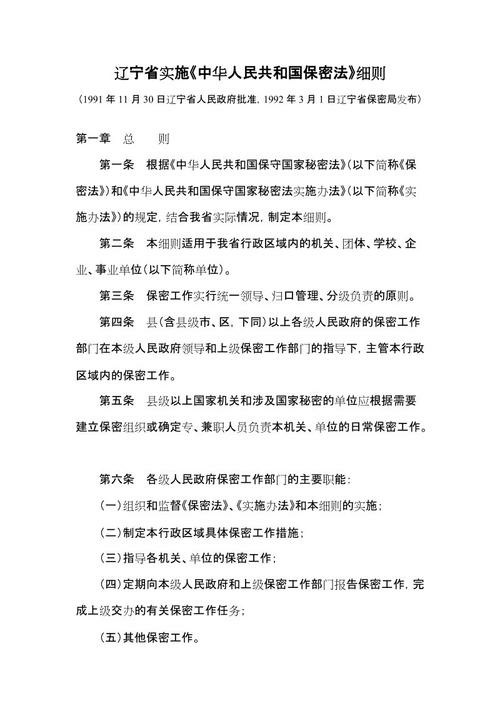 辽宁省实施《中华人民共和国保密法》细则
（1991 年 11 月 30 日辽宁省人民政府批准，1992 年 3 月 1 日辽宁省保密局发布）
第一章　总　　则
第一条　根据《中华人民共和国保守国家秘密法》（以下简称《保
密法》）和《中华人民共和国保守国家秘密法实施办法》（以下简称《实
施办法》）的规定，结合我省实际情况，制定本细则。
第二条　本细则适用于我省行政区域内的机关、团体、学校、企
业、事业单位（以下简称单位）。
第三条　保密工作实行统一领导、归口管理、分级负责的原则。
第四条　县（含县级市、区，下同）以上各级人民政府的保密工作
部门在本级人民政府领导和上级保密工作部门的指导下，主管本行政
区域内的保密工作。
第五条　县级以上国家机关和涉及国家秘密的单位应根据需要
建立保密组织或确定专、兼职人员负责本机关、单位的日常保密工作。
第六条　各级人民政府保密工作部门的主要职能：
（一）组织和监督《保密法》、《实施办法》和本细则的实施；
（二）制定本行政区域具体保密工作措施；
（三）指导各机关、单位的保密工作；
（四）定期向本级人民政府和上级保密工作部门报告保密工作，完
成上级交办的有关保密工作任务；
（五）其他保密工作。